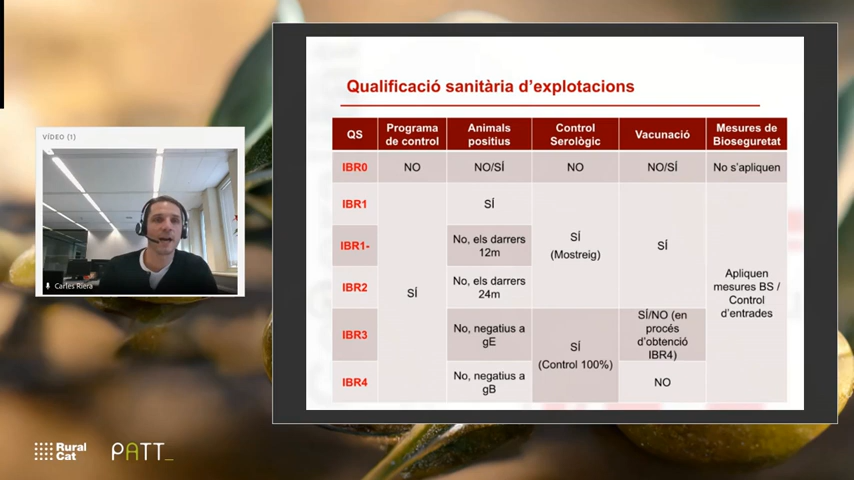 VÍDEO (1)
Carles Riera
Qualificació sanitària d'explotacions
QS
Programa
de control
Animals
positius
Control
Serològic
Vacunació
Mesures de
Bioseguretat
IBR0
NO
NO/SÍ
NO
NO/SÍ
No s'apliquen
IBR1
SÍ
IBR1-
No, els darrers
12m
SÍ
(Mostreig)
SÍ
IBR2
No, els darrers
24m
SÍ
Apliquen
mesures BS /
Control
d'entrades
IBR3
No, negatius a
gE
SÍ
(Control 100%)
SÍ/NO (en
procés
d'obtenció
IBR4)
IBR4
No, negatius a
gB
NO
Rural
Cat
PATT_